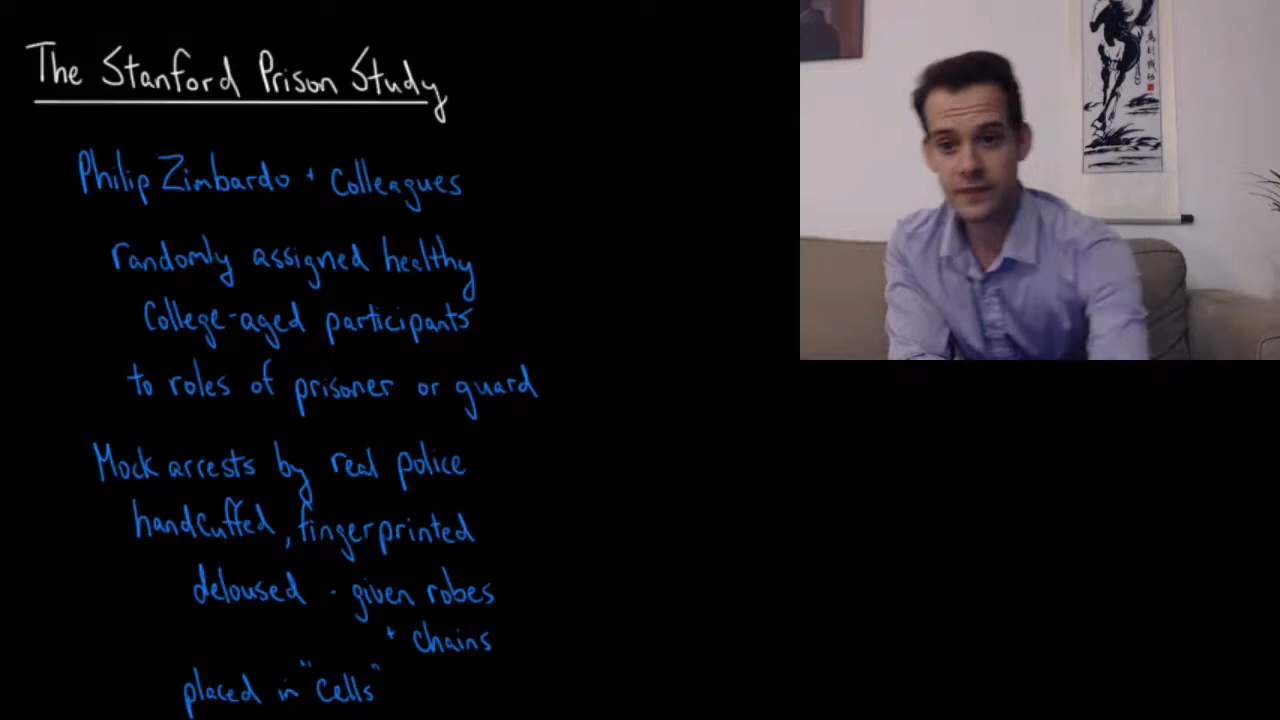 The Stanford Prison Study
Philip Zimbardo + Colleagues
randomly assigned healthy
College-aged participants
to roles of prisoner or guard
Mock arrests by real police
handcuffed, fingerprinted
deloused - given robes
+ chains
placed in "cells"